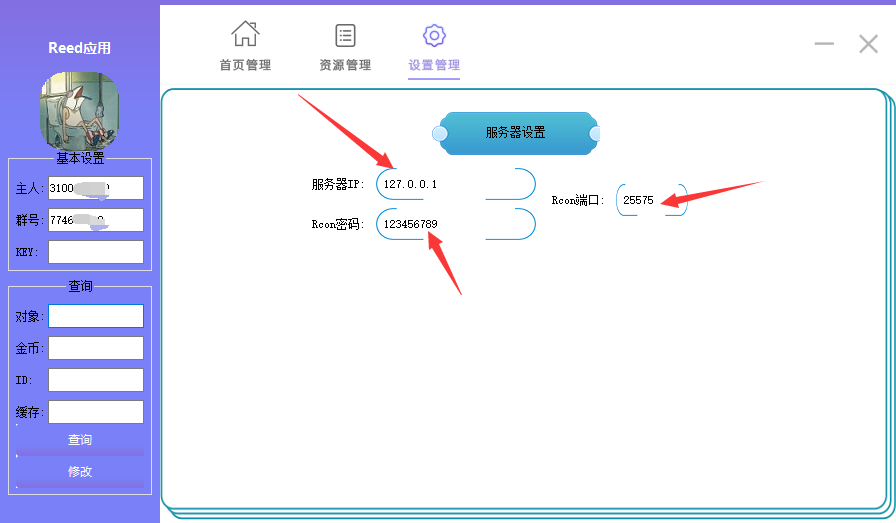 Reed应用
首页管理
资源管理
设置管理
基本设置
主人:
3100
群号:
7746
KEY:
查询
对象:
金币:
ID:
缓存:
查询
修改
服务器设置
服务器IP:
127.0.0.1
Rcon端口:
25575
Rcon密码:
123456789